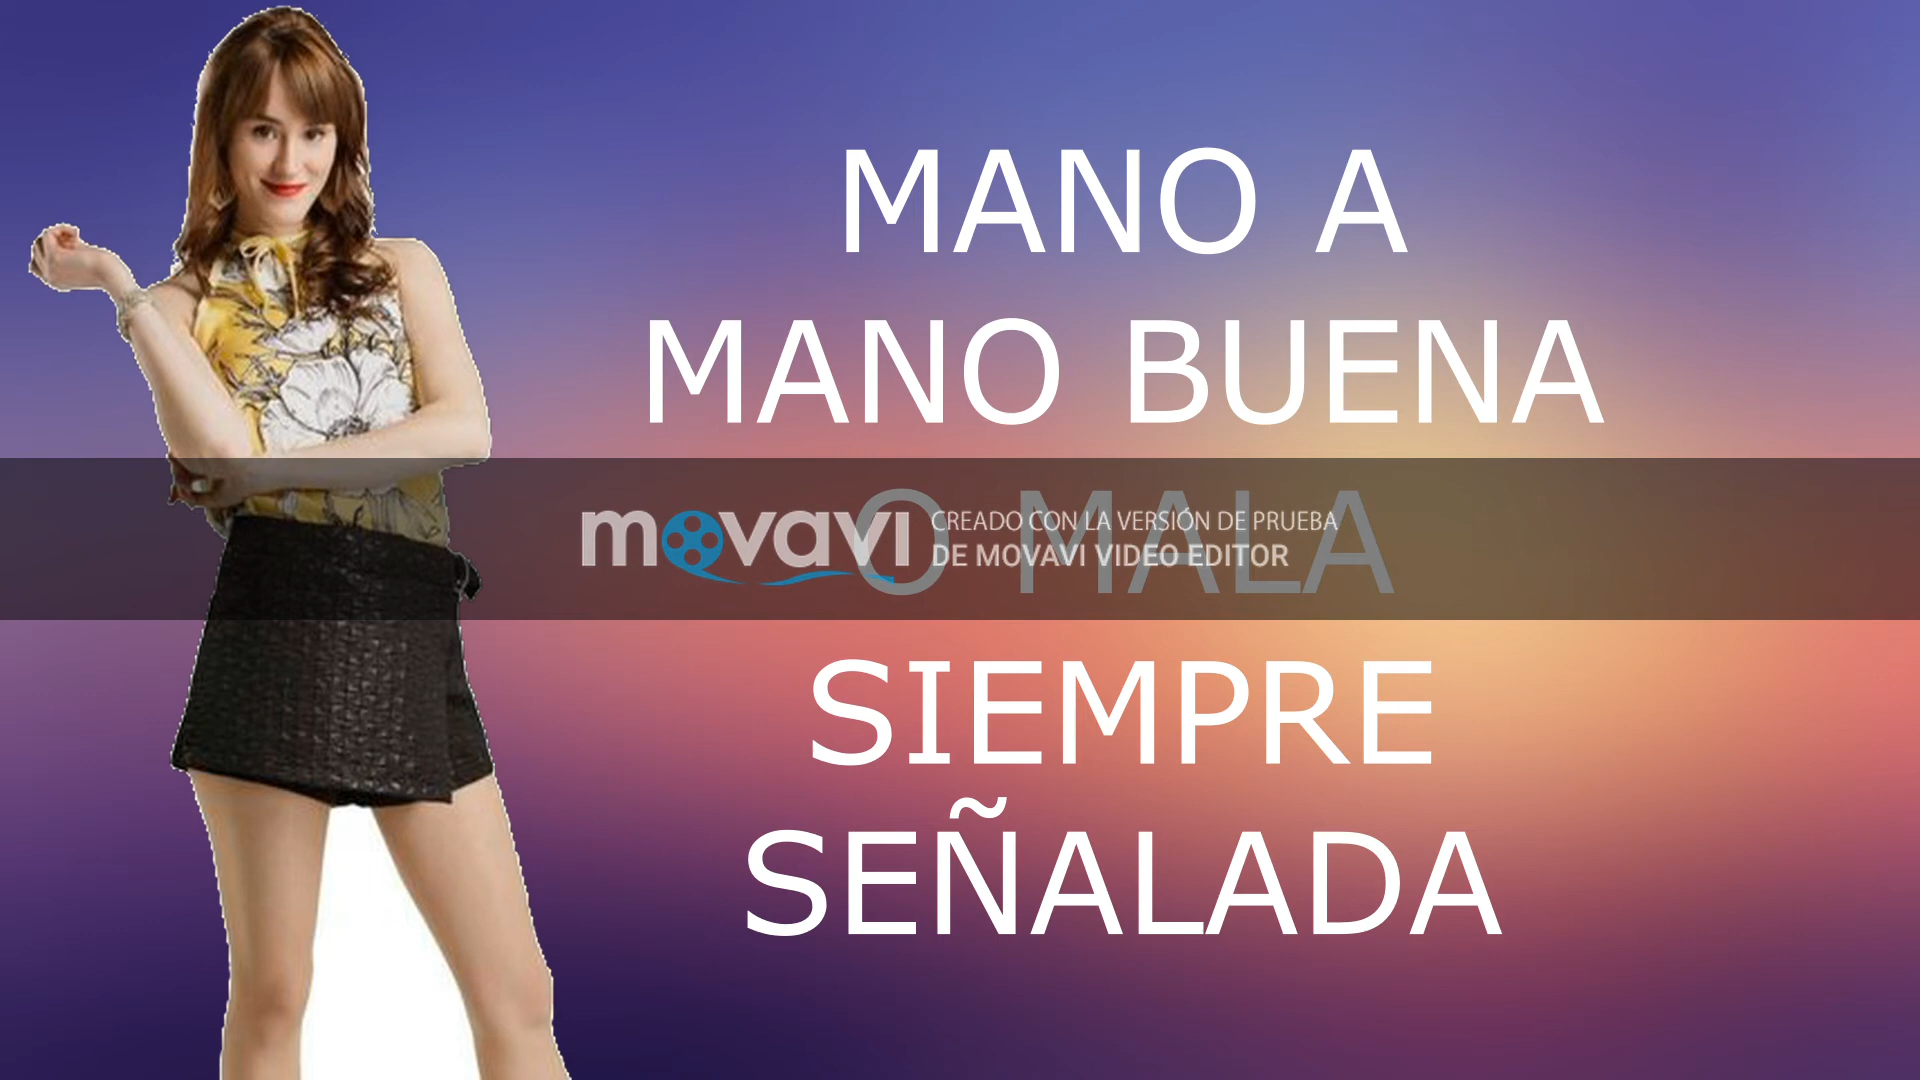 MANO A
MANO BUENA
O MALA
movavi
CREADO CON LA VERSIÓN DE PRUEBA
DE MOVAVI VIDEO EDITOR
SIEMPRE
SEÑALADA